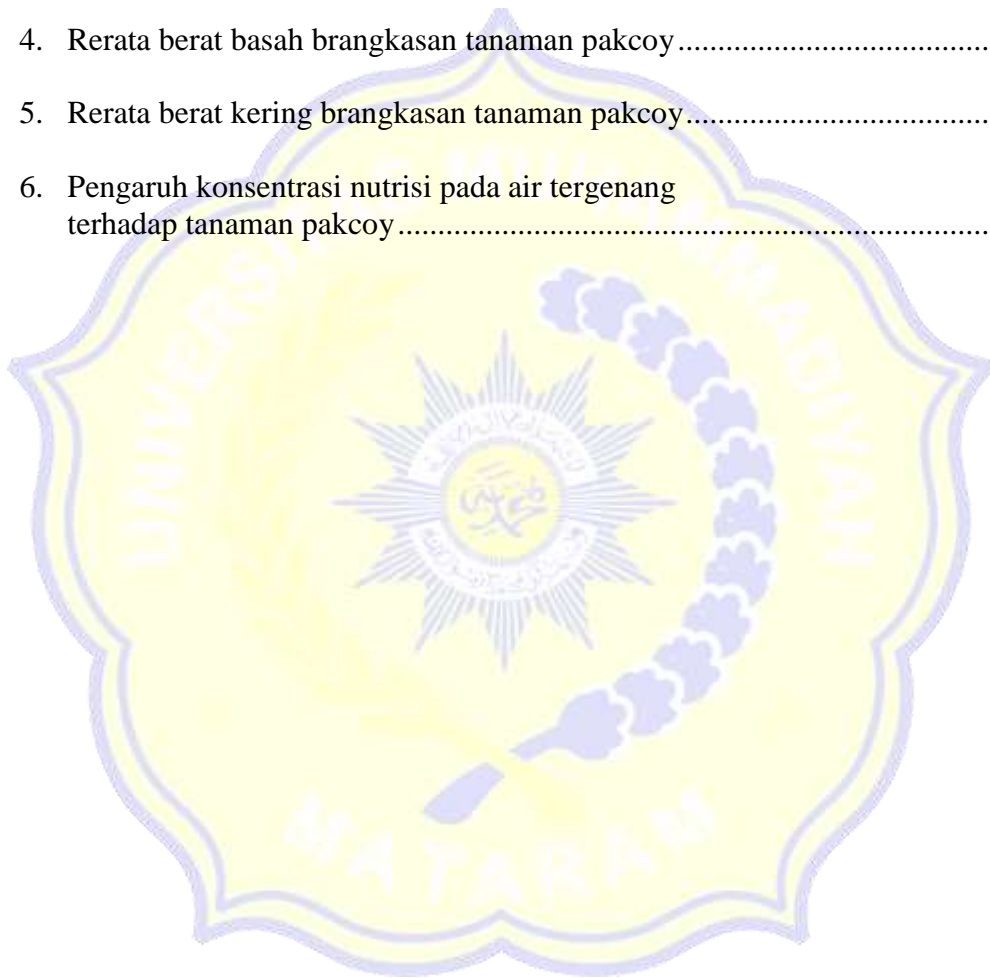 4. Rerata berat basah brangkasan tanaman pakcoy.......................................
5. Rerata berat kering brangkasan tanaman pakcoy......................................
6. Pengaruh konsentrasi nutrisi pada air tergenang
terhadap tanaman pakcoy..........................................................................
UNIVERSITAS MUHAMMADIYAH
MATARAM